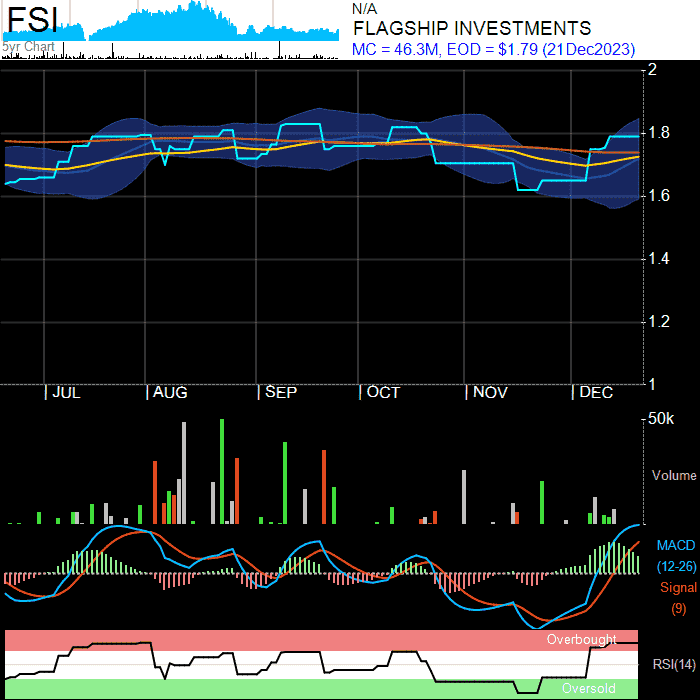 FSI
5yr Chart
N/A
FLAGSHIP INVESTMENTS
MC = 46.3M, EOD = $1.79 (21Dec2023)
2
1.8
1.6
1.4
1.2
1
JUL
AUG
SEP
OCT
NOV
DEC
50k
Volume
MACD
(12-26)
Signal
(9)
Overbought
RSI(14)
Oversold